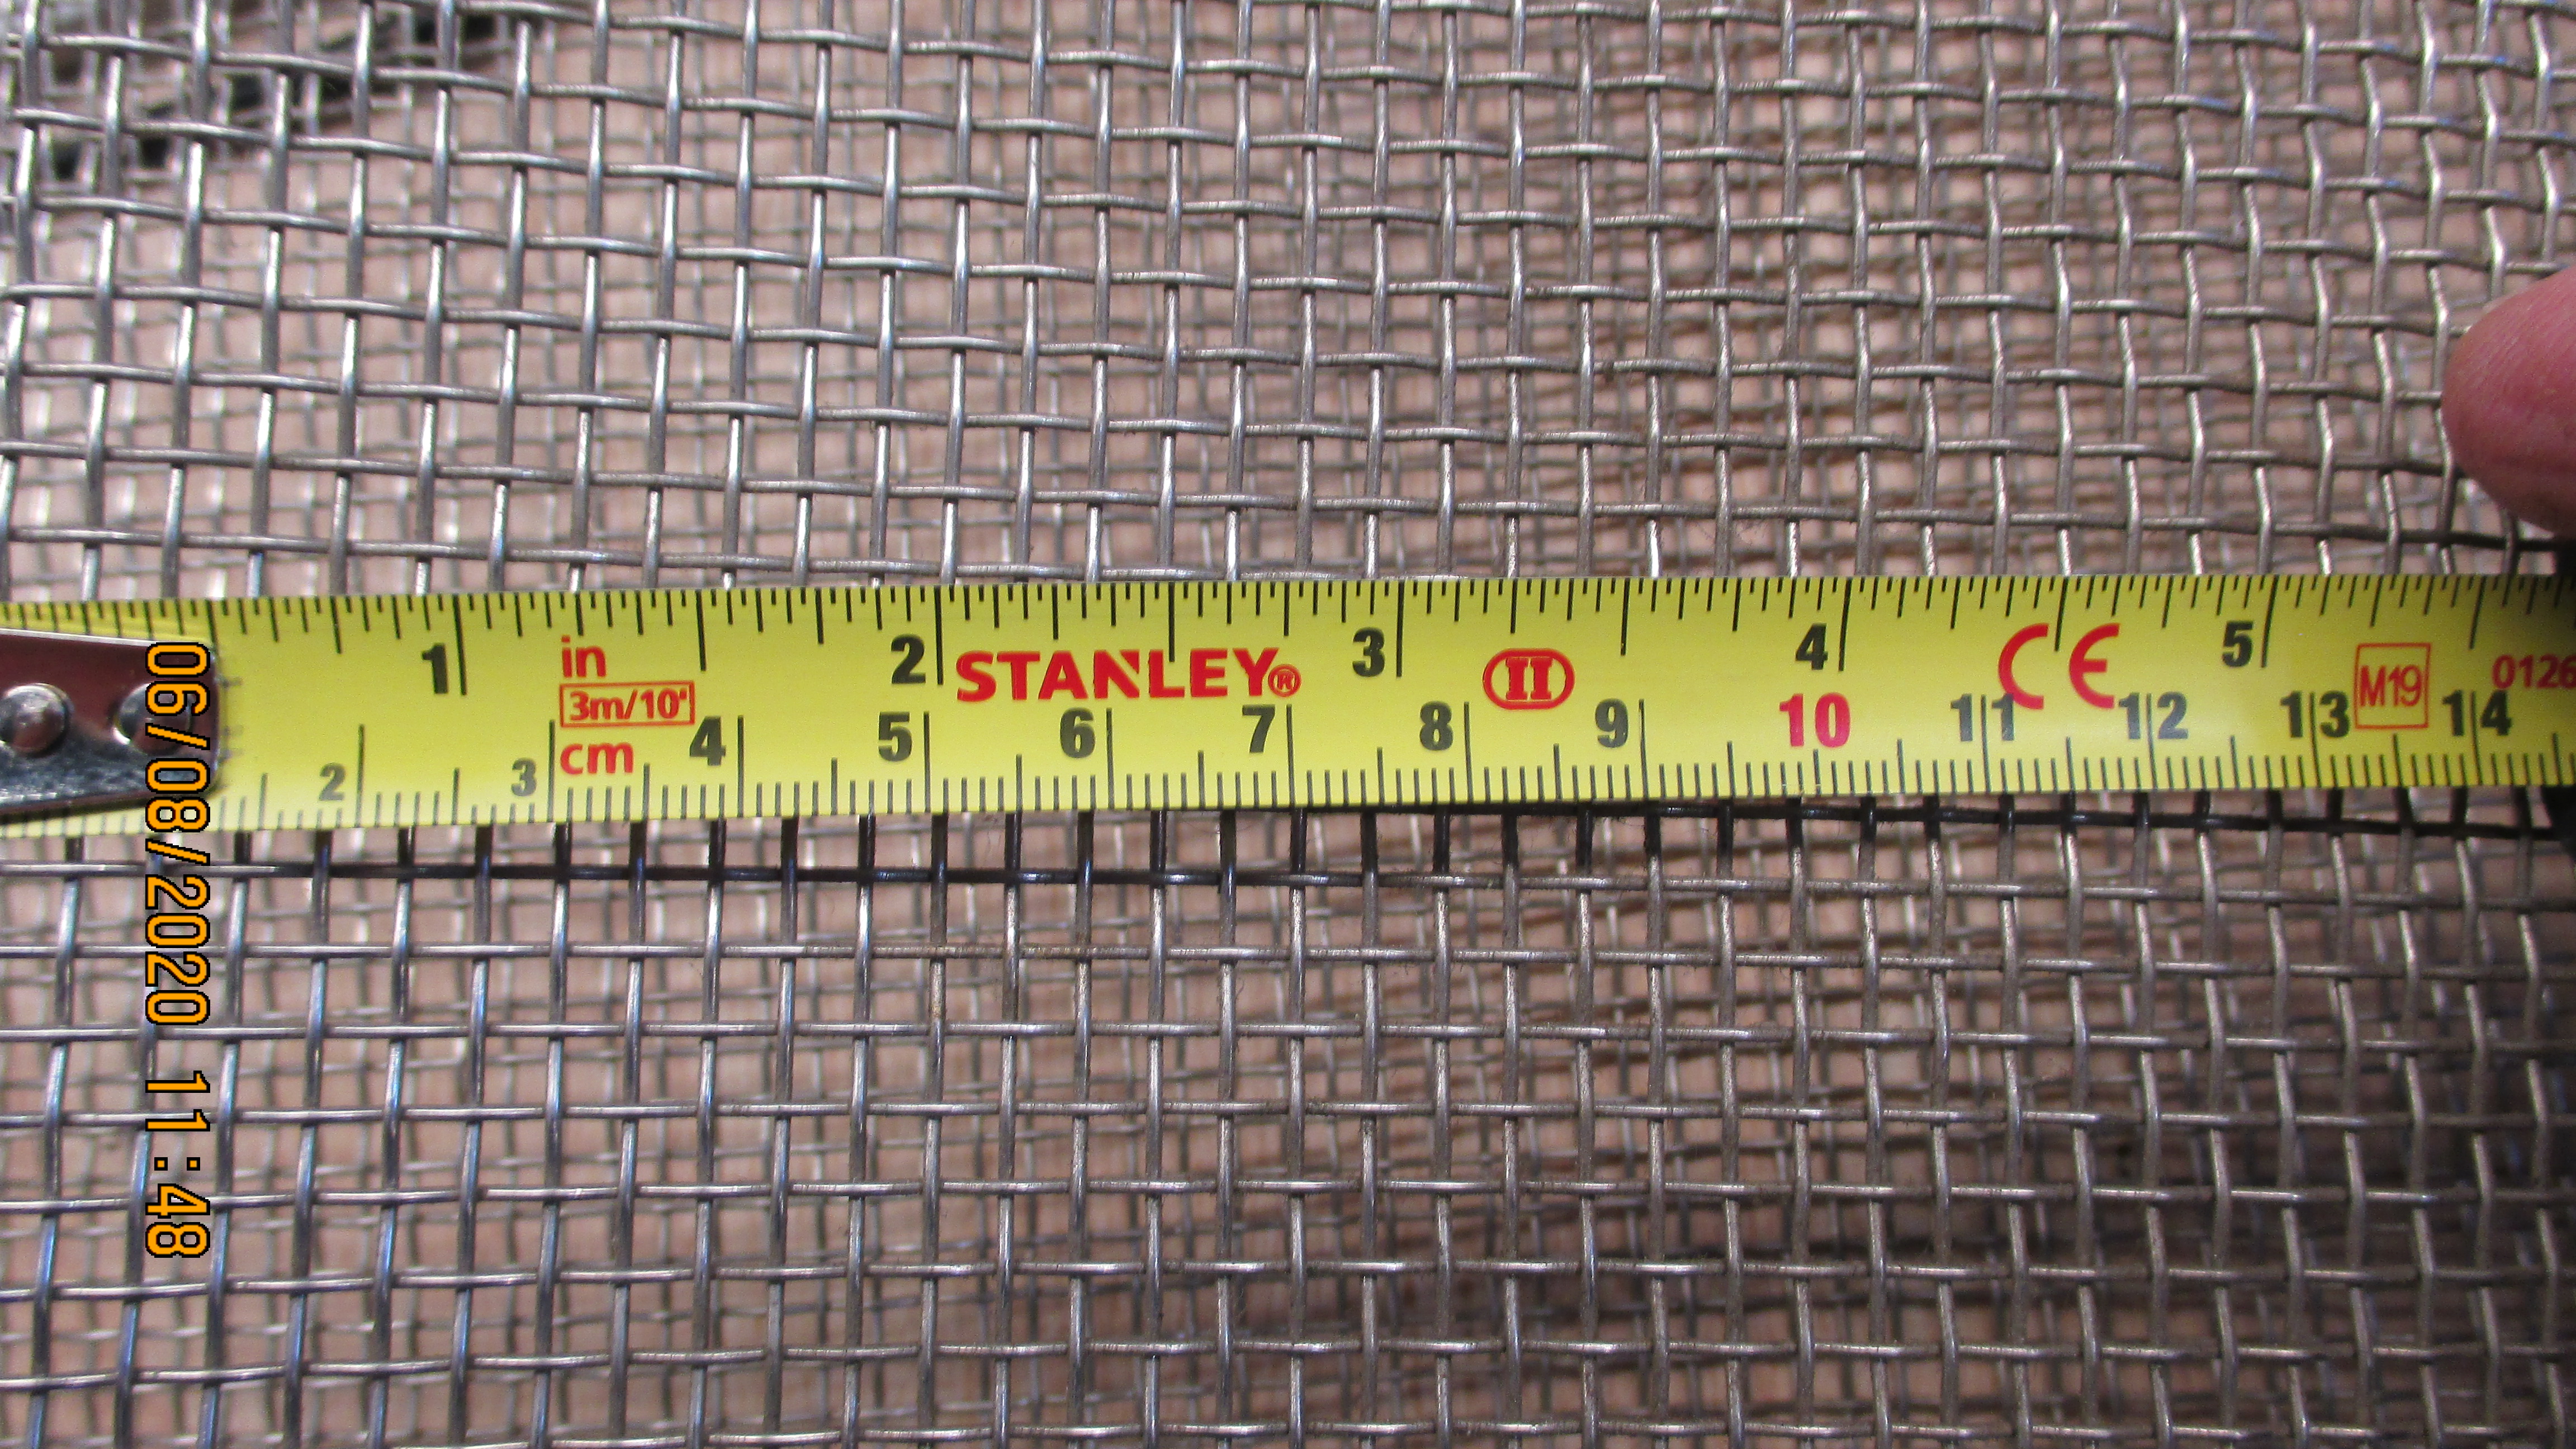 1 in 2 STANLEY® 3 II 4 CE 5 M19 0126
3m/10'
2 3 cm 4 5 6 7 8 9 10 11 12 13 14
06/08/2020 11:48